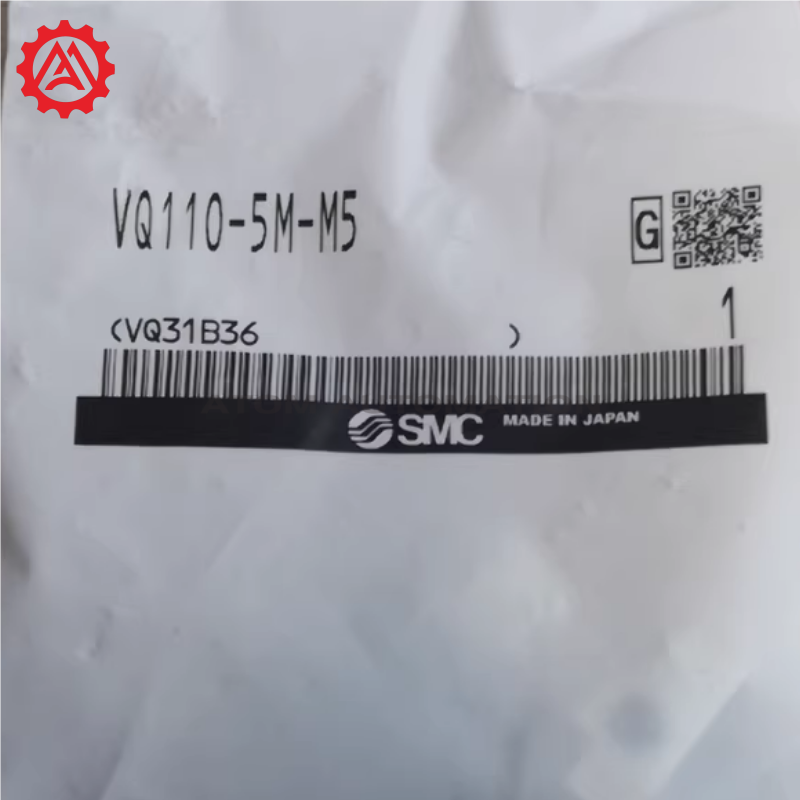 VQ110-5M-M5
G
(VQ31B36 )
1
SMC MADE IN JAPAN